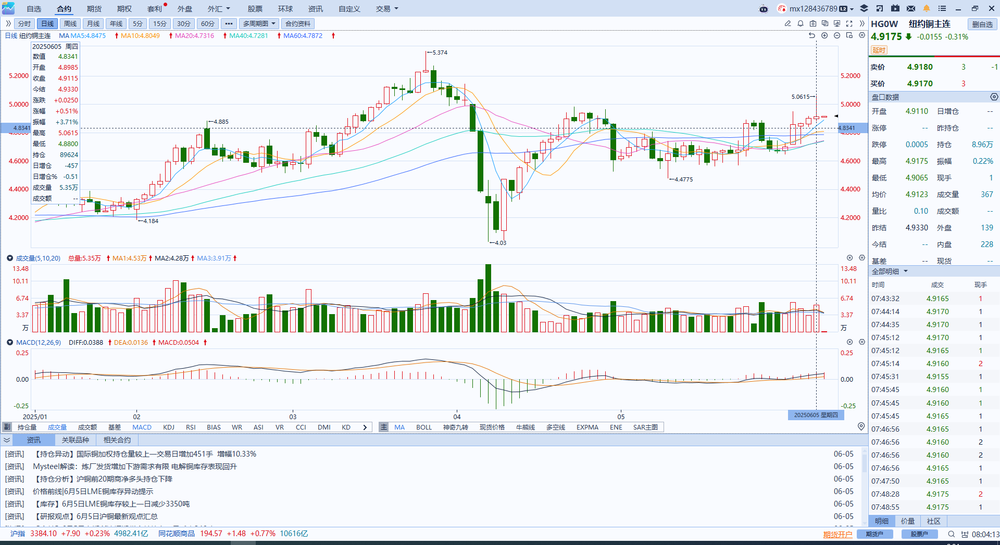 自选 合约 期货 期权 套利 外盘 外汇 股票 环球 资讯 自定义 交易 mx128436789 L2
分时 日线 周线 月线 年线 5分 15分 30分 60分 ••• 多周期图 合约资料
日线 纽约铜主连 MA MA5:4.8475 MA10:4.8049 MA20:4.7316 MA40:4.7281 MA60:4.7872
20250605 周四
数值 4.8341
开盘 4.8985
收盘 4.9115
今结 4.9330
涨跌 +0.0250
涨幅 +0.51%
振幅 +3.71%
最高 5.0615
最低 4.8800
持仓 89624
日增仓 -457
日增仓% -0.51
成交量 5.35万
成交额 --
5.2000
5.0000
4.8341
4.6000
4.4000
4.2000
5.2000
5.0000
4.8341
4.6000
4.4000
4.2000
←5.374
5.0615→
←4.885
←4.4775
←4.184
←4.03
成交量(5,10,20) 总量:5.35万 MA1:4.53万 MA2:4.28万 MA3:3.91万
13.48
10.11
6.74
3.37
万
13.48
10.11
6.74
3.37
万
MACD(12,26,9) DIFF:0.0388 DEA:0.0136 MACD:0.0504
0.25
0.00
-0.25
0.25
0.00
-0.25
2025/01 02 03 04 05 20250605 星期四
副 持仓量 成交量 成交额 基差 MACD KDJ RSI BIAS WR ASI VR CCI DMI KD
主 MA BOLL 神奇九转 现货价格 牛熊线 多空线 EXPMA ENE SAR主图
资讯 关联品种 相关合约
[资讯] 【持仓异动】国际铜加权持仓量较上一交易日增加451手 增幅10.33% 06-05
[资讯] Mysteel解读：炼厂发货增加下游需求有限 电解铜库存表现回升 06-05
[资讯] 【持仓分析】沪铜前20期商净多头持仓下降 06-05
[资讯] 价格前线|6月5日LME铜库存异动提示 06-05
[资讯] 【库存】6月5日LME铜库存较上一日减少3350吨 06-05
[资讯] 【研报观点】6月5日沪铜最新观点汇总 06-05
沪指 3384.10 +7.90 +0.23% 4982.41亿 同花顺商品 194.57 +1.48 +0.77% 10616亿
期货开户 期货户 股票户 08:04:13
HG0W 纽约铜主连 删自选
4.9175 -0.0155 -0.31%
延时
卖价 4.9180 3 -1
买价 4.9170 3
盘口数据
开盘 4.9110 日增仓 --
涨停 -- 昨持仓 --
跌停 0.0005 持仓 8.96万
最高 4.9175 振幅 0.22%
最低 4.9065 现手 1
均价 4.9123 成交量 367
量比 0.10 成交额 --
昨结 4.9330 外盘 139
今结 -- 内盘 228
基差 -- 现货 --
全部明细
时间 成交 现手
07:43:32 4.9165 1
07:44:14 4.9170 1
07:44:35 4.9170 1
07:45:12 4.9170 1
07:45:12 4.9165 1
07:45:14 4.9160 2
07:45:31 4.9155 1
07:45:45 4.9160 1
07:45:45 4.9160 1
07:45:45 4.9165 1
07:46:56 4.9165 1
07:46:56 4.9160 2
07:46:56 4.9160 2
07:46:56 4.9165 1
07:47:50 4.9165 1
07:48:28 4.9175 2
07:48:55 4.9175 1
明细 价量 社区